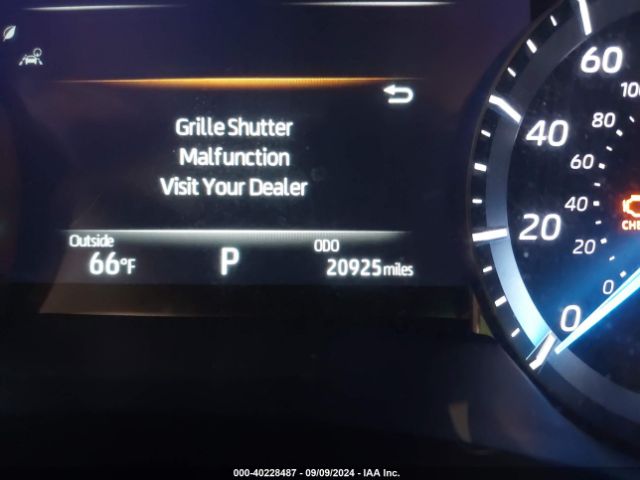 Grille Shutter
Malfunction
Visit Your Dealer
Outside
66°F
P
ODO
20925 miles
60
100
80
40
60
40
20
20
0
0
CHE
000-40228487 - 09/09/2024 - IAA Inc.